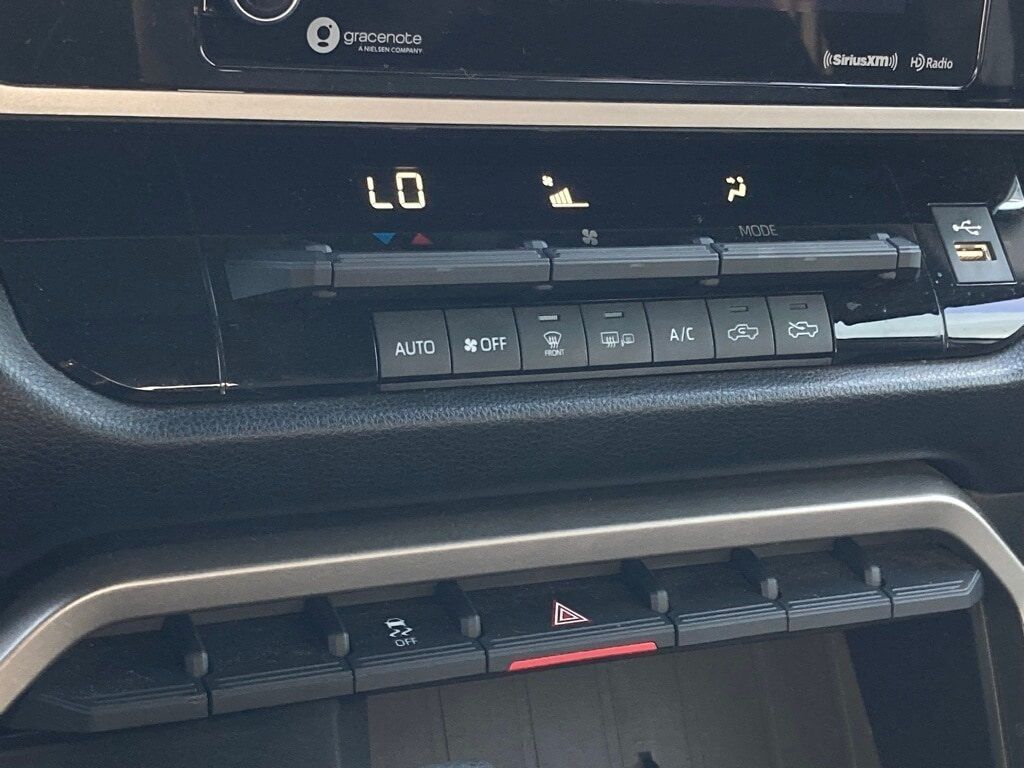 gracenote
A NIELSEN COMPANY
SiriusXM
HD Radio
LO
MODE
AUTO
OFF
FRONT
A/C
OFF